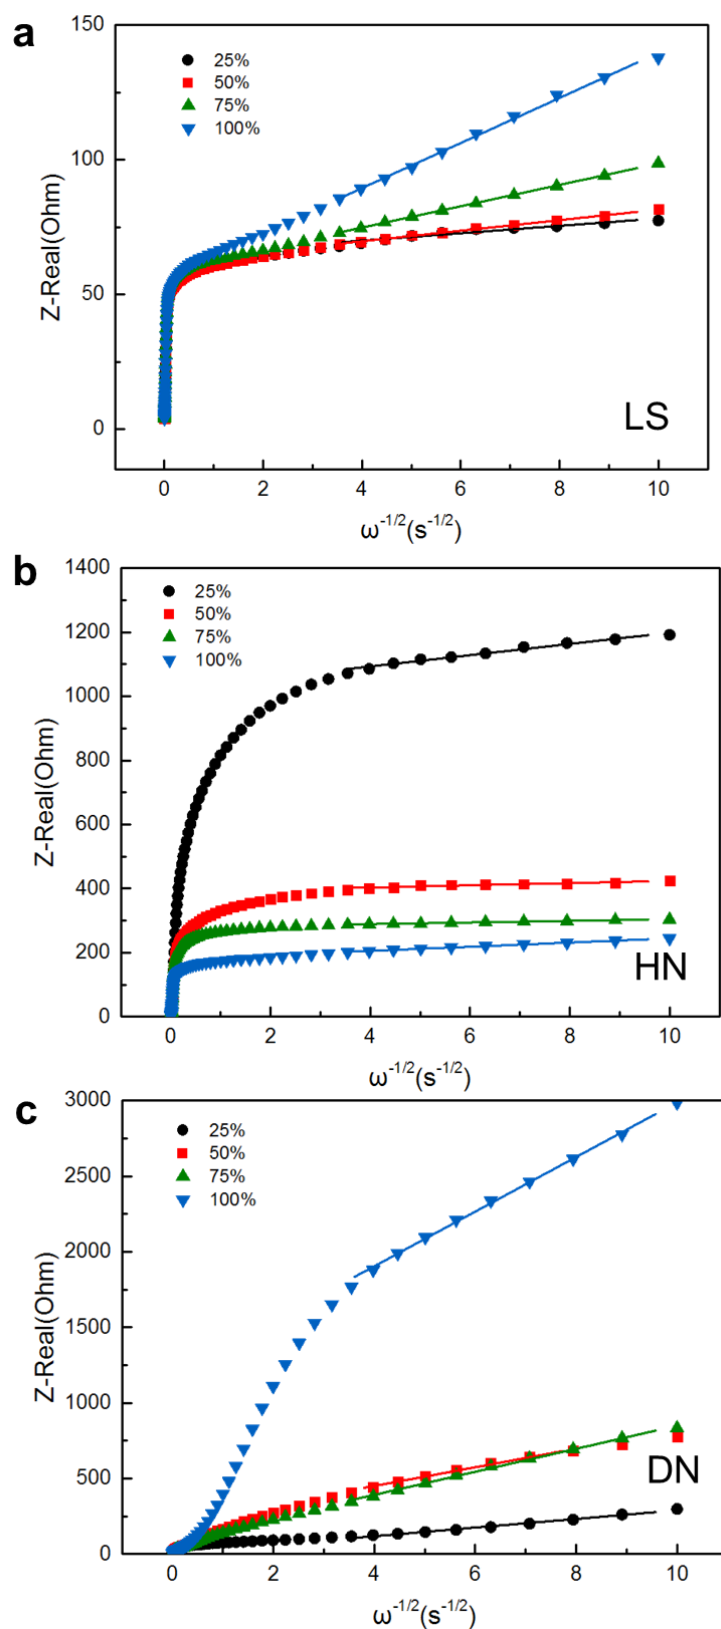 a
150
100
50
0
Z-Real(Ohm)
25%
50%
75%
100%
LS
0 2 4 6 8 10
ω-1/2(s-1/2)
b
1400
1200
1000
800
600
400
200
0
Z-Real(Ohm)
25%
50%
75%
100%
HN
0 2 4 6 8 10
ω-1/2(s-1/2)
c
3000
2500
2000
1500
1000
500
0
Z-Real(Ohm)
25%
50%
75%
100%
DN
0 2 4 6 8 10
ω-1/2(s-1/2)